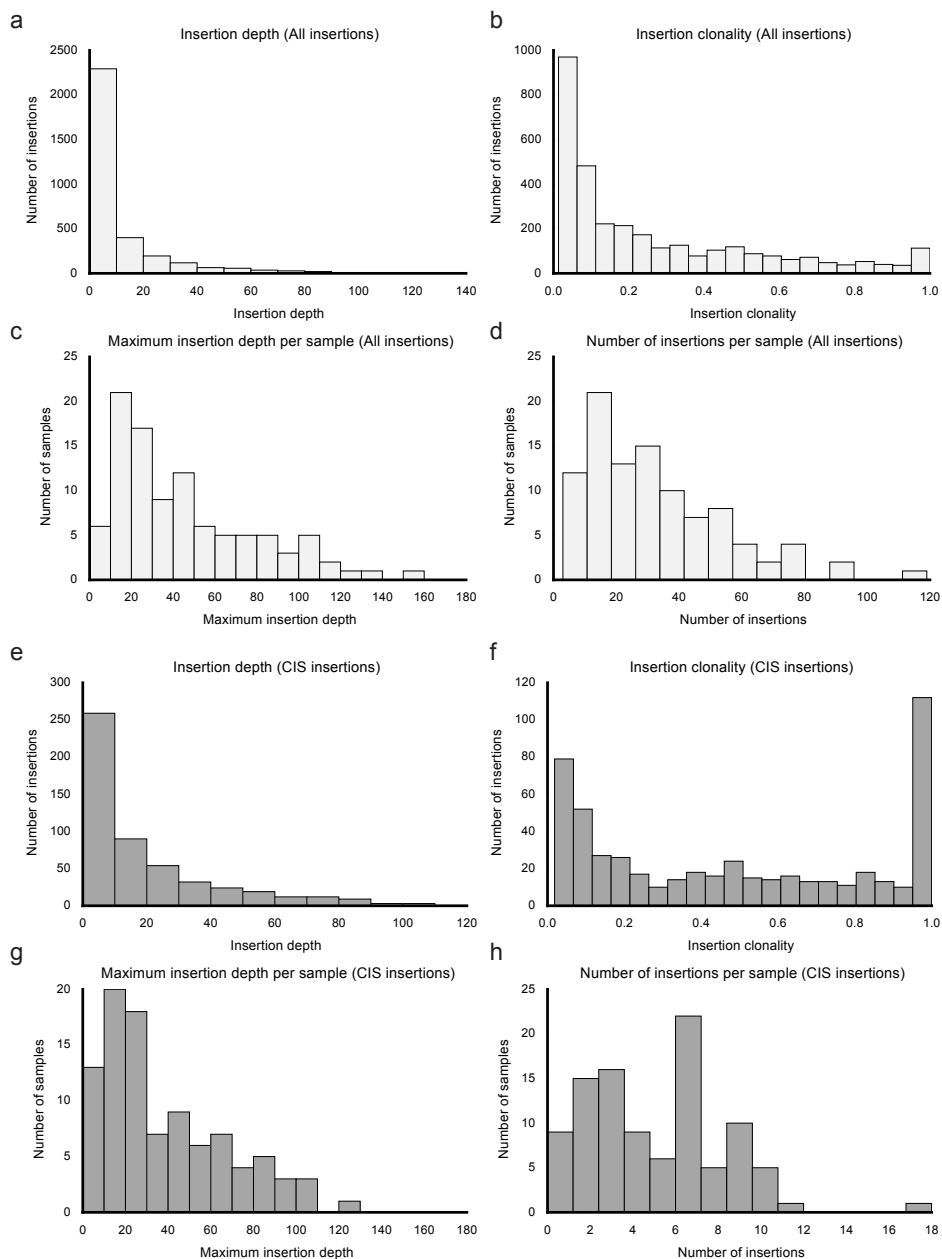 a
Insertion depth (All insertions)
2500
2000
1500
1000
500
0
Number of insertions
0 20 40 60 80 100 120 140
Insertion depth
b
Insertion clonality (All insertions)
1000
800
600
400
200
0
Number of insertions
0.0 0.2 0.4 0.6 0.8 1.0
Insertion clonality
c
Maximum insertion depth per sample (All insertions)
25
20
15
10
5
0
Number of samples
0 20 40 60 80 100 120 140 160 180
Maximum insertion depth
d
Number of insertions per sample (All insertions)
25
20
15
10
5
0
Number of samples
0 20 40 60 80 100 120
Number of insertions
e
Insertion depth (CIS insertions)
300
250
200
150
100
50
0
Number of insertions
0 20 40 60 80 100 120
Insertion depth
f
Insertion clonality (CIS insertions)
120
100
80
60
40
20
0
Number of insertions
0.0 0.2 0.4 0.6 0.8 1.0
Insertion clonality
g
Maximum insertion depth per sample (CIS insertions)
20
15
10
5
0
Number of samples
0 20 40 60 80 100 120 140 160 180
Maximum insertion depth
h
Number of insertions per sample (CIS insertions)
25
20
15
10
5
0
Number of samples
0 2 4 6 8 10 12 14 16 18
Number of insertions